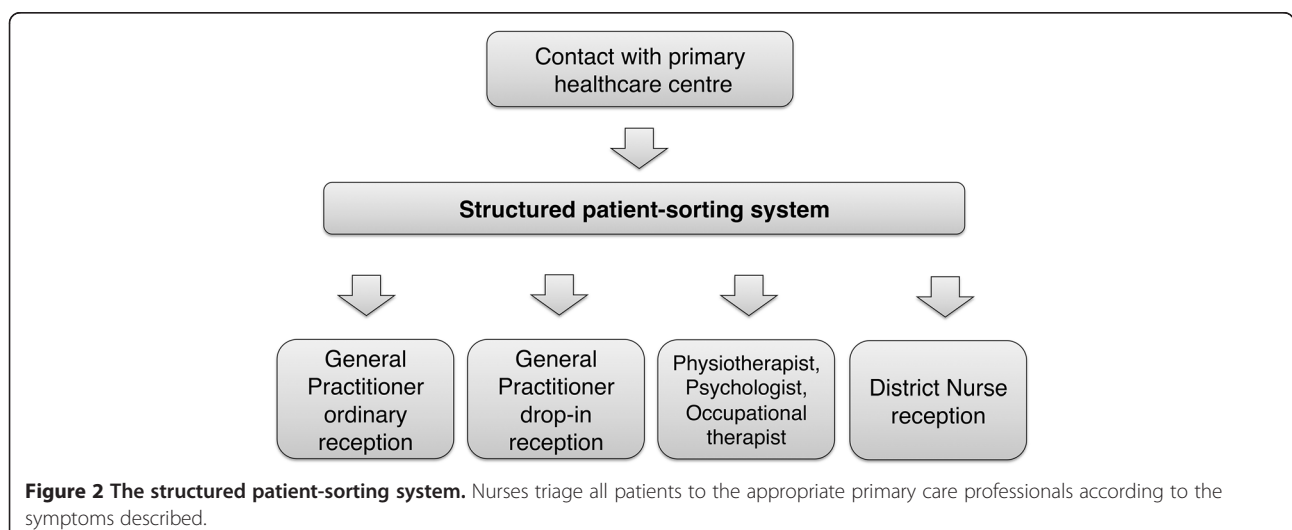 Contact with primary
healthcare centre
Structured patient-sorting system
General
Practitioner
ordinary
reception
General
Practitioner
drop-in
reception
Physiotherapist,
Psychologist,
Occupational
therapist
District Nurse
reception
Figure 2 The structured patient-sorting system. Nurses triage all patients to the appropriate primary care professionals according to the
symptoms described.